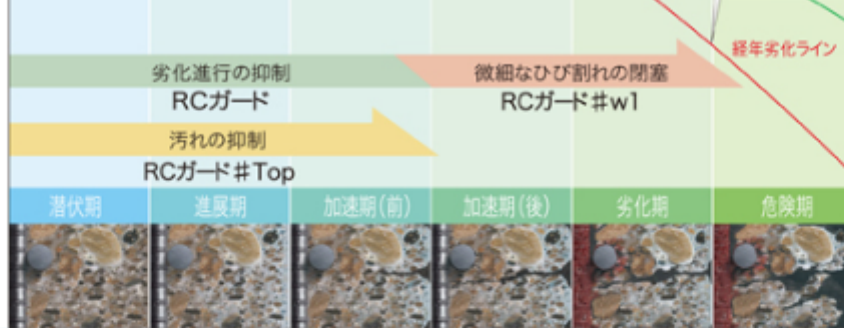 経年劣化ライン
劣化進行の抑制
微細なひび割れの閉塞
RCガード
RCガード#w1
汚れの抑制
RCガード#Top
潜伏期
進展期
加速期(前)
加速期(後)
劣化期
危険期